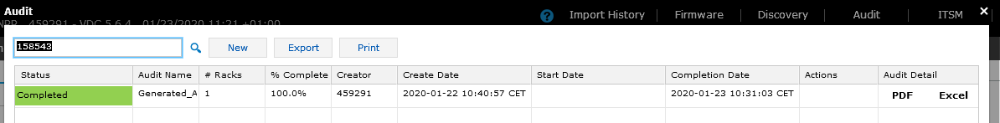 Audit
NPR 459291 - VDC 5.6.4 01/23/2020 11:21 +01:00
? Import History Firmware Discovery Audit ITSM
158543 New Export Print
Status Audit Name # Racks % Complete Creator Create Date Start Date Completion Date Actions Audit Detail
Completed Generated_A 1 100.0% 459291 2020-01-22 10:40:57 CET 2020-01-23 10:31:03 CET PDF Excel